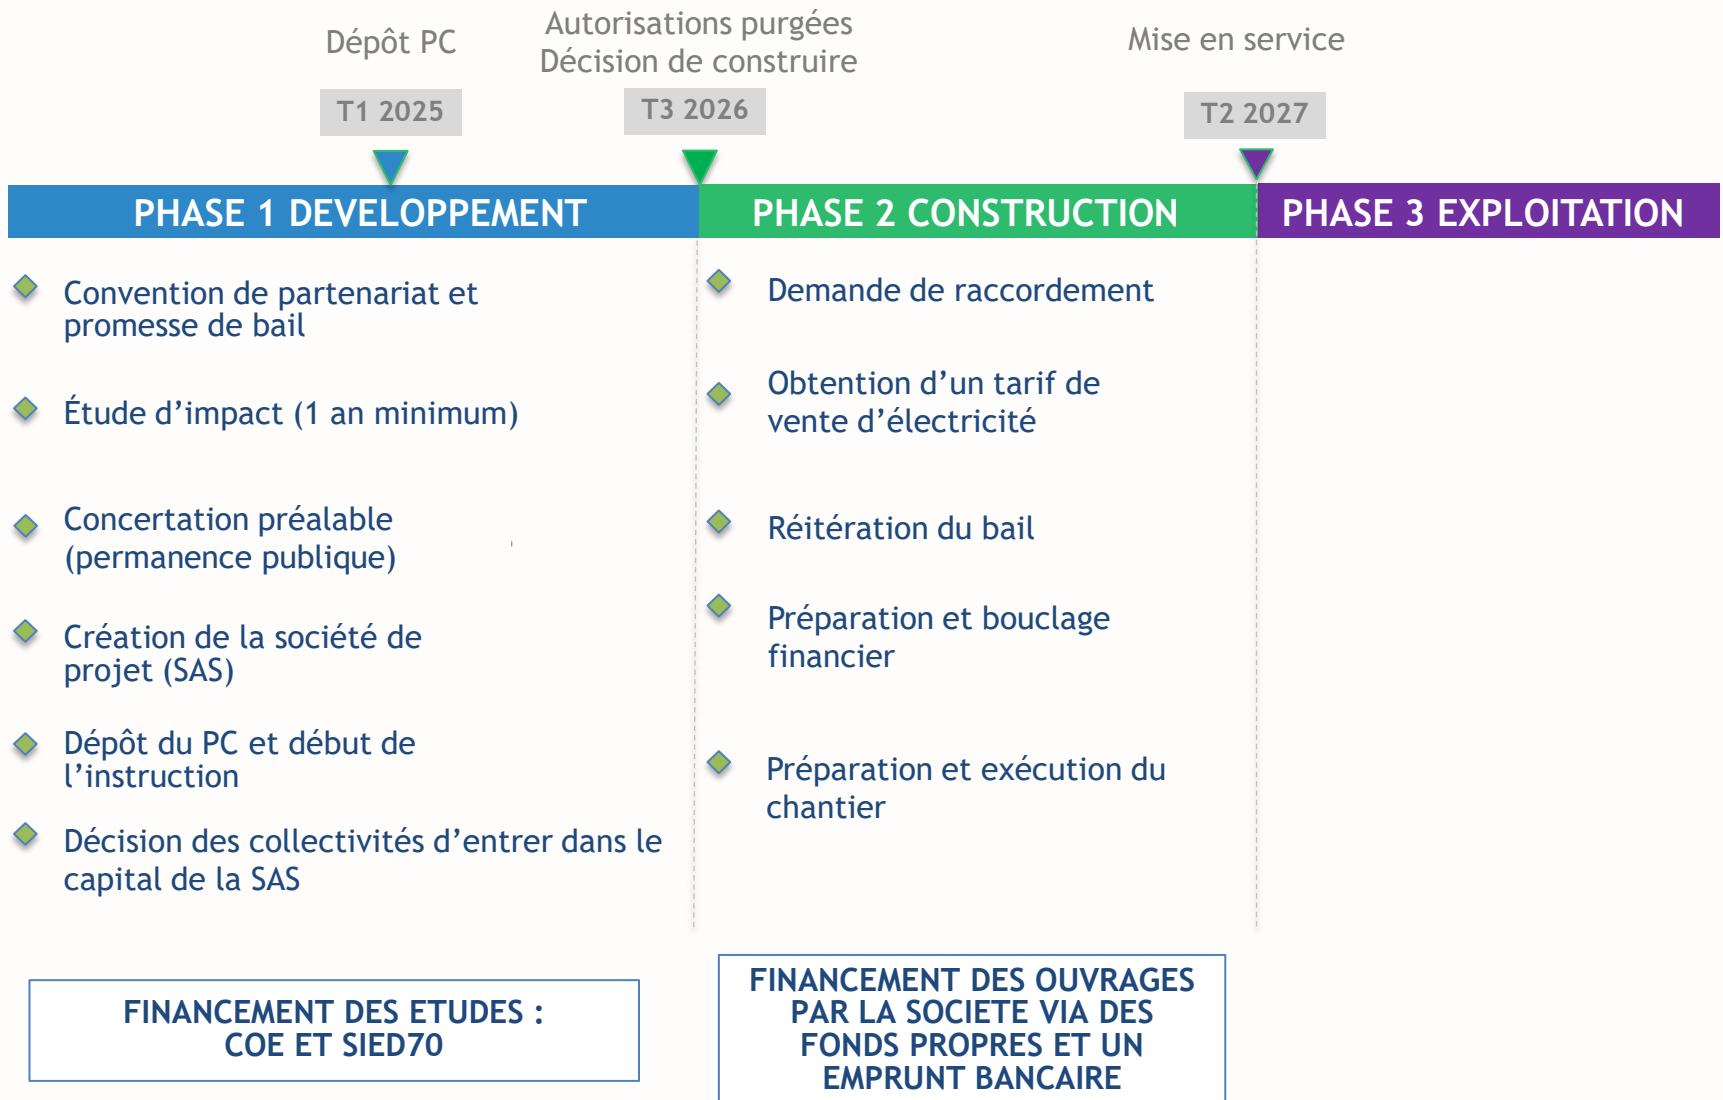 Dépôt PC
Autorisations purgées
Décision de construire
Mise en service
T1 2025
T3 2026
T2 2027
PHASE 1 DEVELOPPEMENT
PHASE 2 CONSTRUCTION
PHASE 3 EXPLOITATION
Convention de partenariat et
promesse de bail
Étude d’impact (1 an minimum)
Concertation préalable
(permanence publique)
Création de la société de
projet (SAS)
Dépôt du PC et début de
l’instruction
Décision des collectivités d’entrer dans le
capital de la SAS
Demande de raccordement
Obtention d’un tarif de
vente d’électricité
Réitération du bail
Préparation et bouclage
financier
Préparation et exécution du
chantier
FINANCEMENT DES ETUDES :
COE ET SIED70
FINANCEMENT DES OUVRAGES
PAR LA SOCIETE VIA DES
FONDS PROPRES ET UN
EMPRUNT BANCAIRE